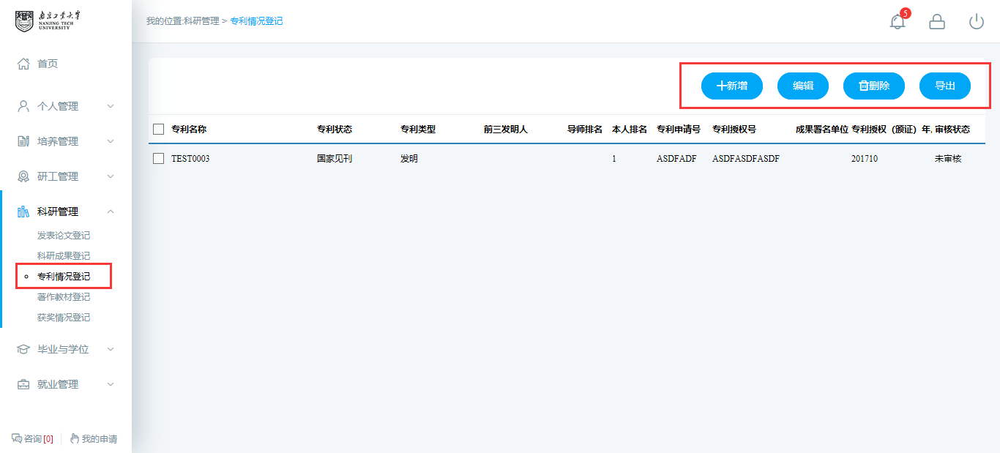 南京工业大学
NANJING TECH
UNIVERSITY
我的位置:科研管理 > 专利情况登记
5
首页
个人管理
培养管理
研工管理
科研管理
发表论文登记
科研成果登记
专利情况登记
著作教材登记
获奖情况登记
毕业与学位
就业管理
咨询[0]
我的申请
新增 编辑 删除 导出
专利名称 专利状态 专利类型 前三发明人 导师排名 本人排名 专利申请号 专利授权号 成果署名单位 专利授权（颁证）年. 审核状态
TEST0003 国家见刊 发明 1 ASDFADF ASDFASDFASDF 201710 未审核